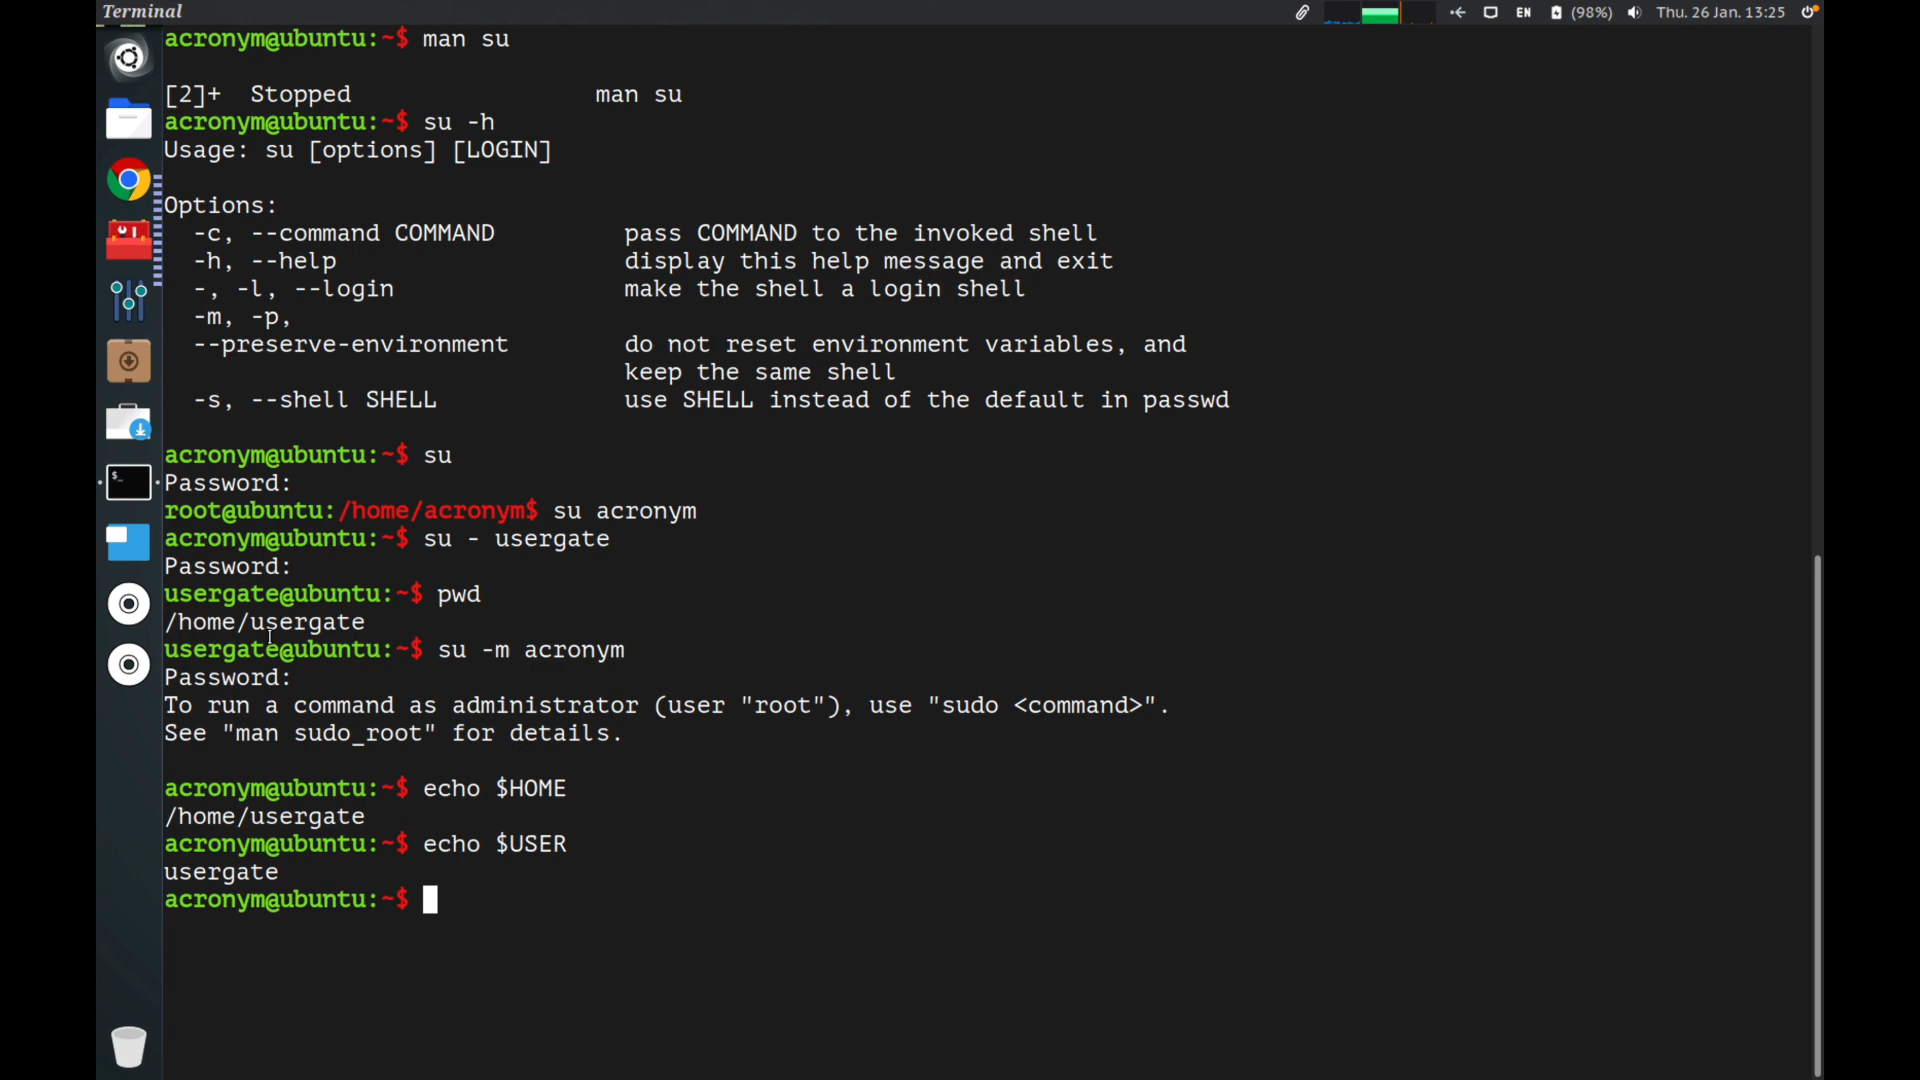 Terminal
EN (98%) Thu. 26 Jan. 13:25
acronym@ubuntu:~$ man su
[2]+  Stopped                 man su
acronym@ubuntu:~$ su -h
Usage: su [options] [LOGIN]
Options:
  -c, --command COMMAND         pass COMMAND to the invoked shell
  -h, --help                    display this help message and exit
  -, -l, --login                make the shell a login shell
  -m, -p,
  --preserve-environment        do not reset environment variables, and
                                keep the same shell
  -s, --shell SHELL             use SHELL instead of the default in passwd
acronym@ubuntu:~$ su
Password:
root@ubuntu:/home/acronym$ su acronym
acronym@ubuntu:~$ su - usergate
Password:
usergate@ubuntu:~$ pwd
/home/usergate
usergate@ubuntu:~$ su -m acronym
Password:
To run a command as administrator (user "root"), use "sudo <command>".
See "man sudo_root" for details.
acronym@ubuntu:~$ echo $HOME
/home/usergate
acronym@ubuntu:~$ echo $USER
usergate
acronym@ubuntu:~$